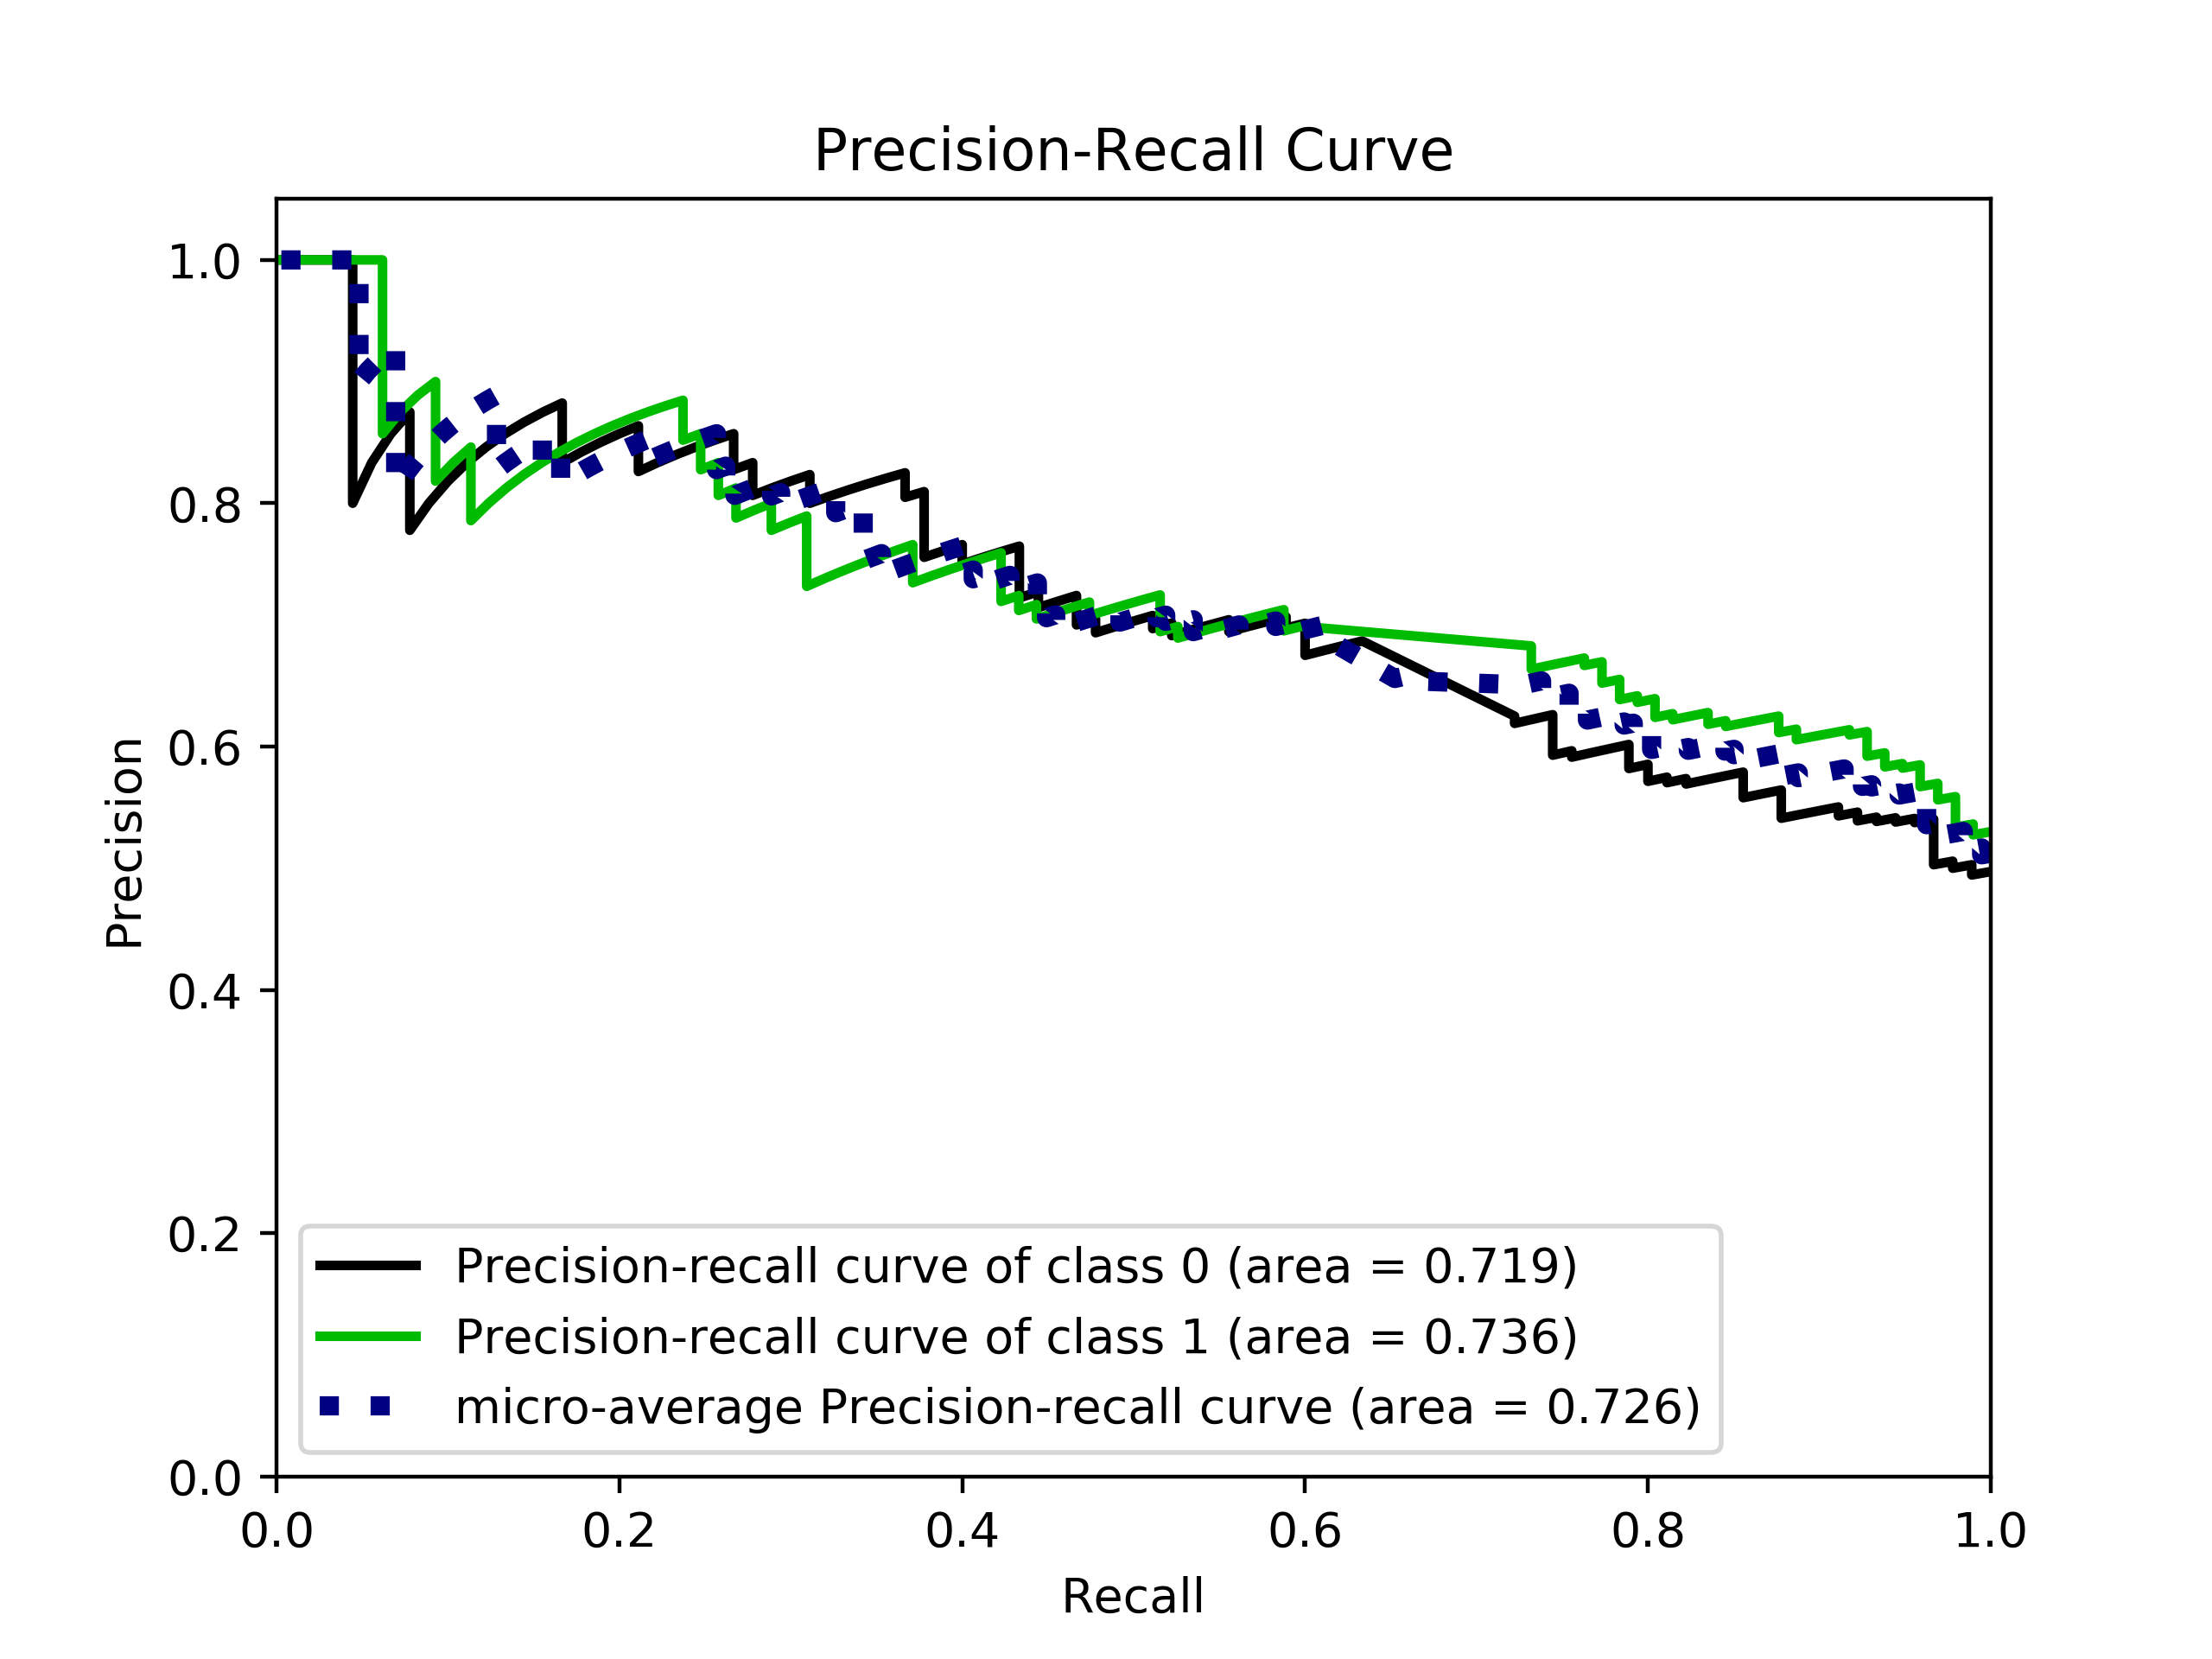 Precision-Recall Curve
1.0
0.8
0.6
0.4
0.2
0.0
Precision
Precision-recall curve of class 0 (area = 0.719)
Precision-recall curve of class 1 (area = 0.736)
micro-average Precision-recall curve (area = 0.726)
0.0 0.2 0.4 0.6 0.8 1.0
Recall